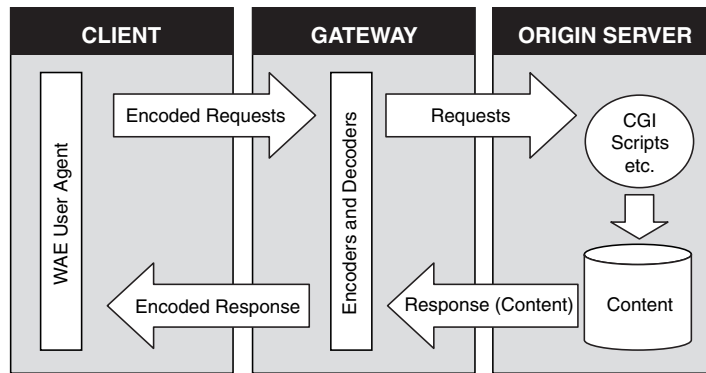 CLIENT
GATEWAY
ORIGIN SERVER
WAE User Agent
Encoded Requests
Encoders and Decoders
Requests
CGI
Scripts
etc.
Encoded Response
Response (Content)
Content